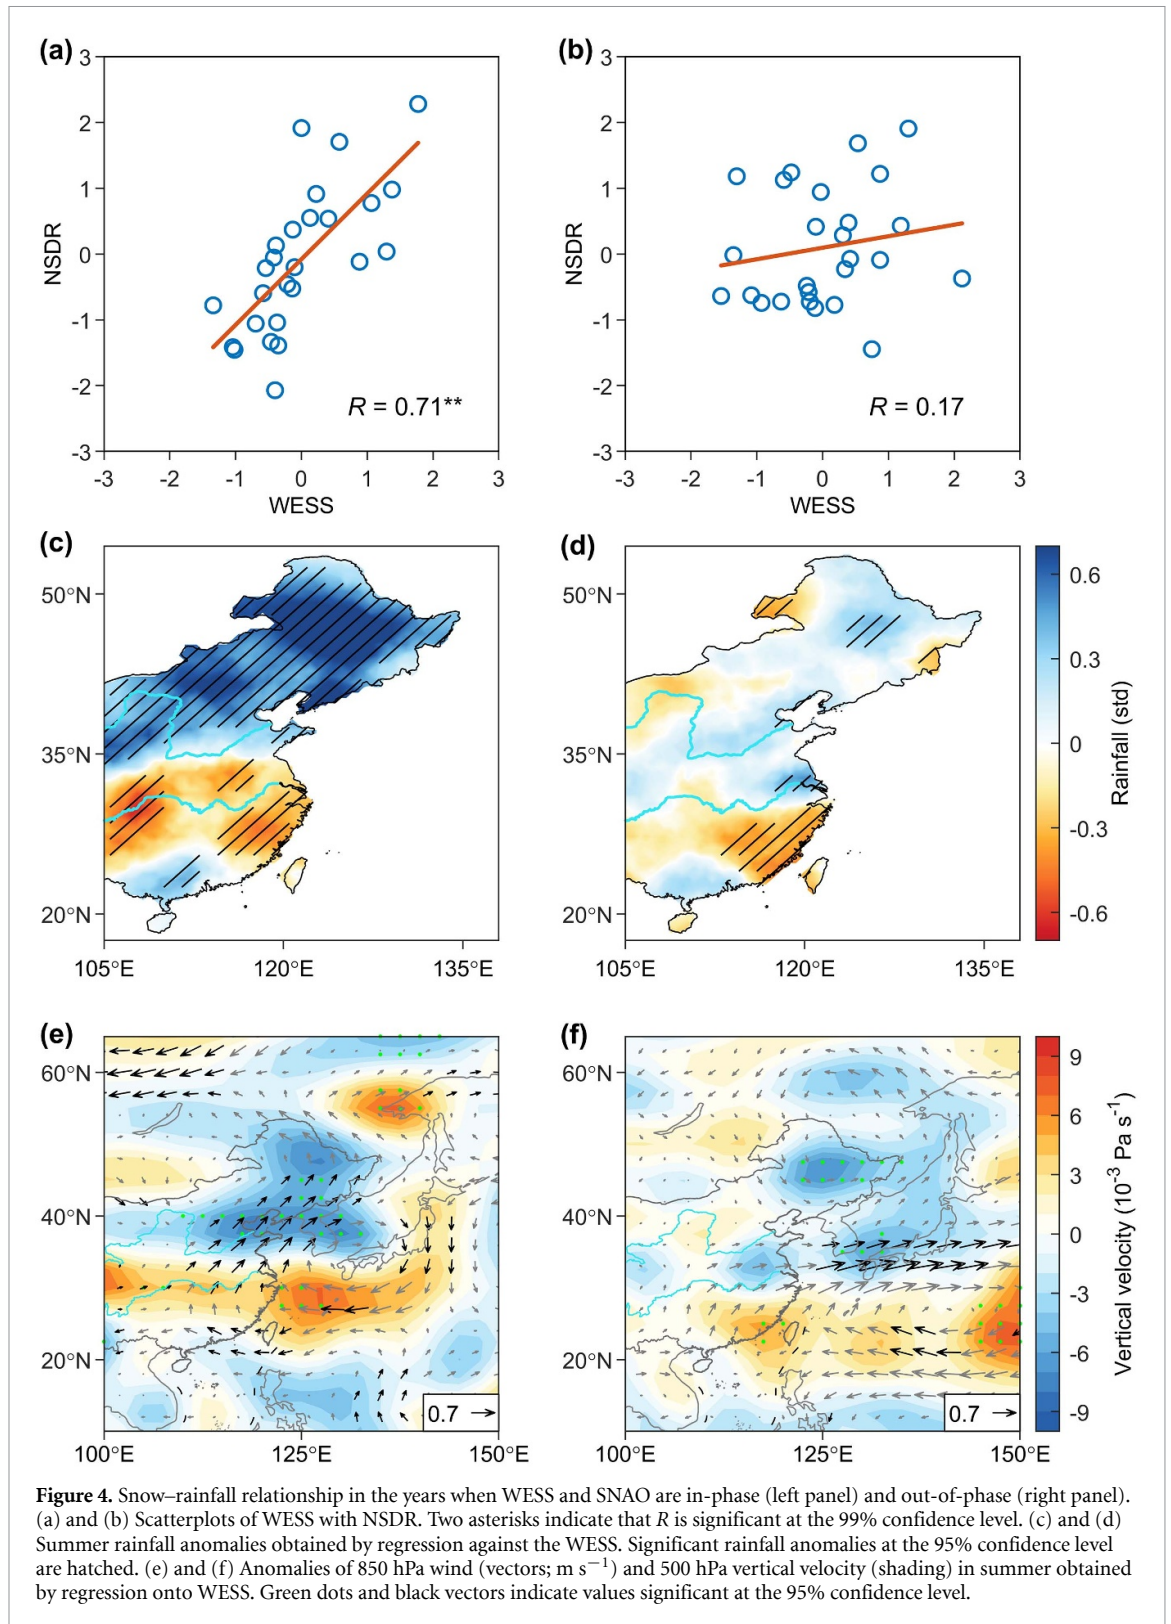 (a)
3
2
1
0
-1
-2
-3
NSDR
R = 0.71**
-3 -2 -1 0 1 2 3
WESS
(b)
3
2
1
0
-1
-2
-3
NSDR
R = 0.17
-3 -2 -1 0 1 2 3
WESS
(c)
50°N
35°N
20°N
105°E 120°E 135°E
(d)
50°N
35°N
20°N
105°E 120°E 135°E
0.6
0.3
0
-0.3
-0.6
Rainfall (std)
(e)
60°N
40°N
20°N
0.7
100°E 125°E 150°E
(f)
60°N
40°N
20°N
0.7
100°E 125°E 150°E
9
6
3
0
-3
-6
-9
Vertical velocity (10⁻³ Pa s⁻¹)
Figure 4. Snow–rainfall relationship in the years when WESS and SNAO are in-phase (left panel) and out-of-phase (right panel).
(a) and (b) Scatterplots of WESS with NSDR. Two asterisks indicate that R is significant at the 99% confidence level. (c) and (d)
Summer rainfall anomalies obtained by regression against the WESS. Significant rainfall anomalies at the 95% confidence level
are hatched. (e) and (f) Anomalies of 850 hPa wind (vectors; m s⁻¹) and 500 hPa vertical velocity (shading) in summer obtained
by regression onto WESS. Green dots and black vectors indicate values significant at the 95% confidence level.